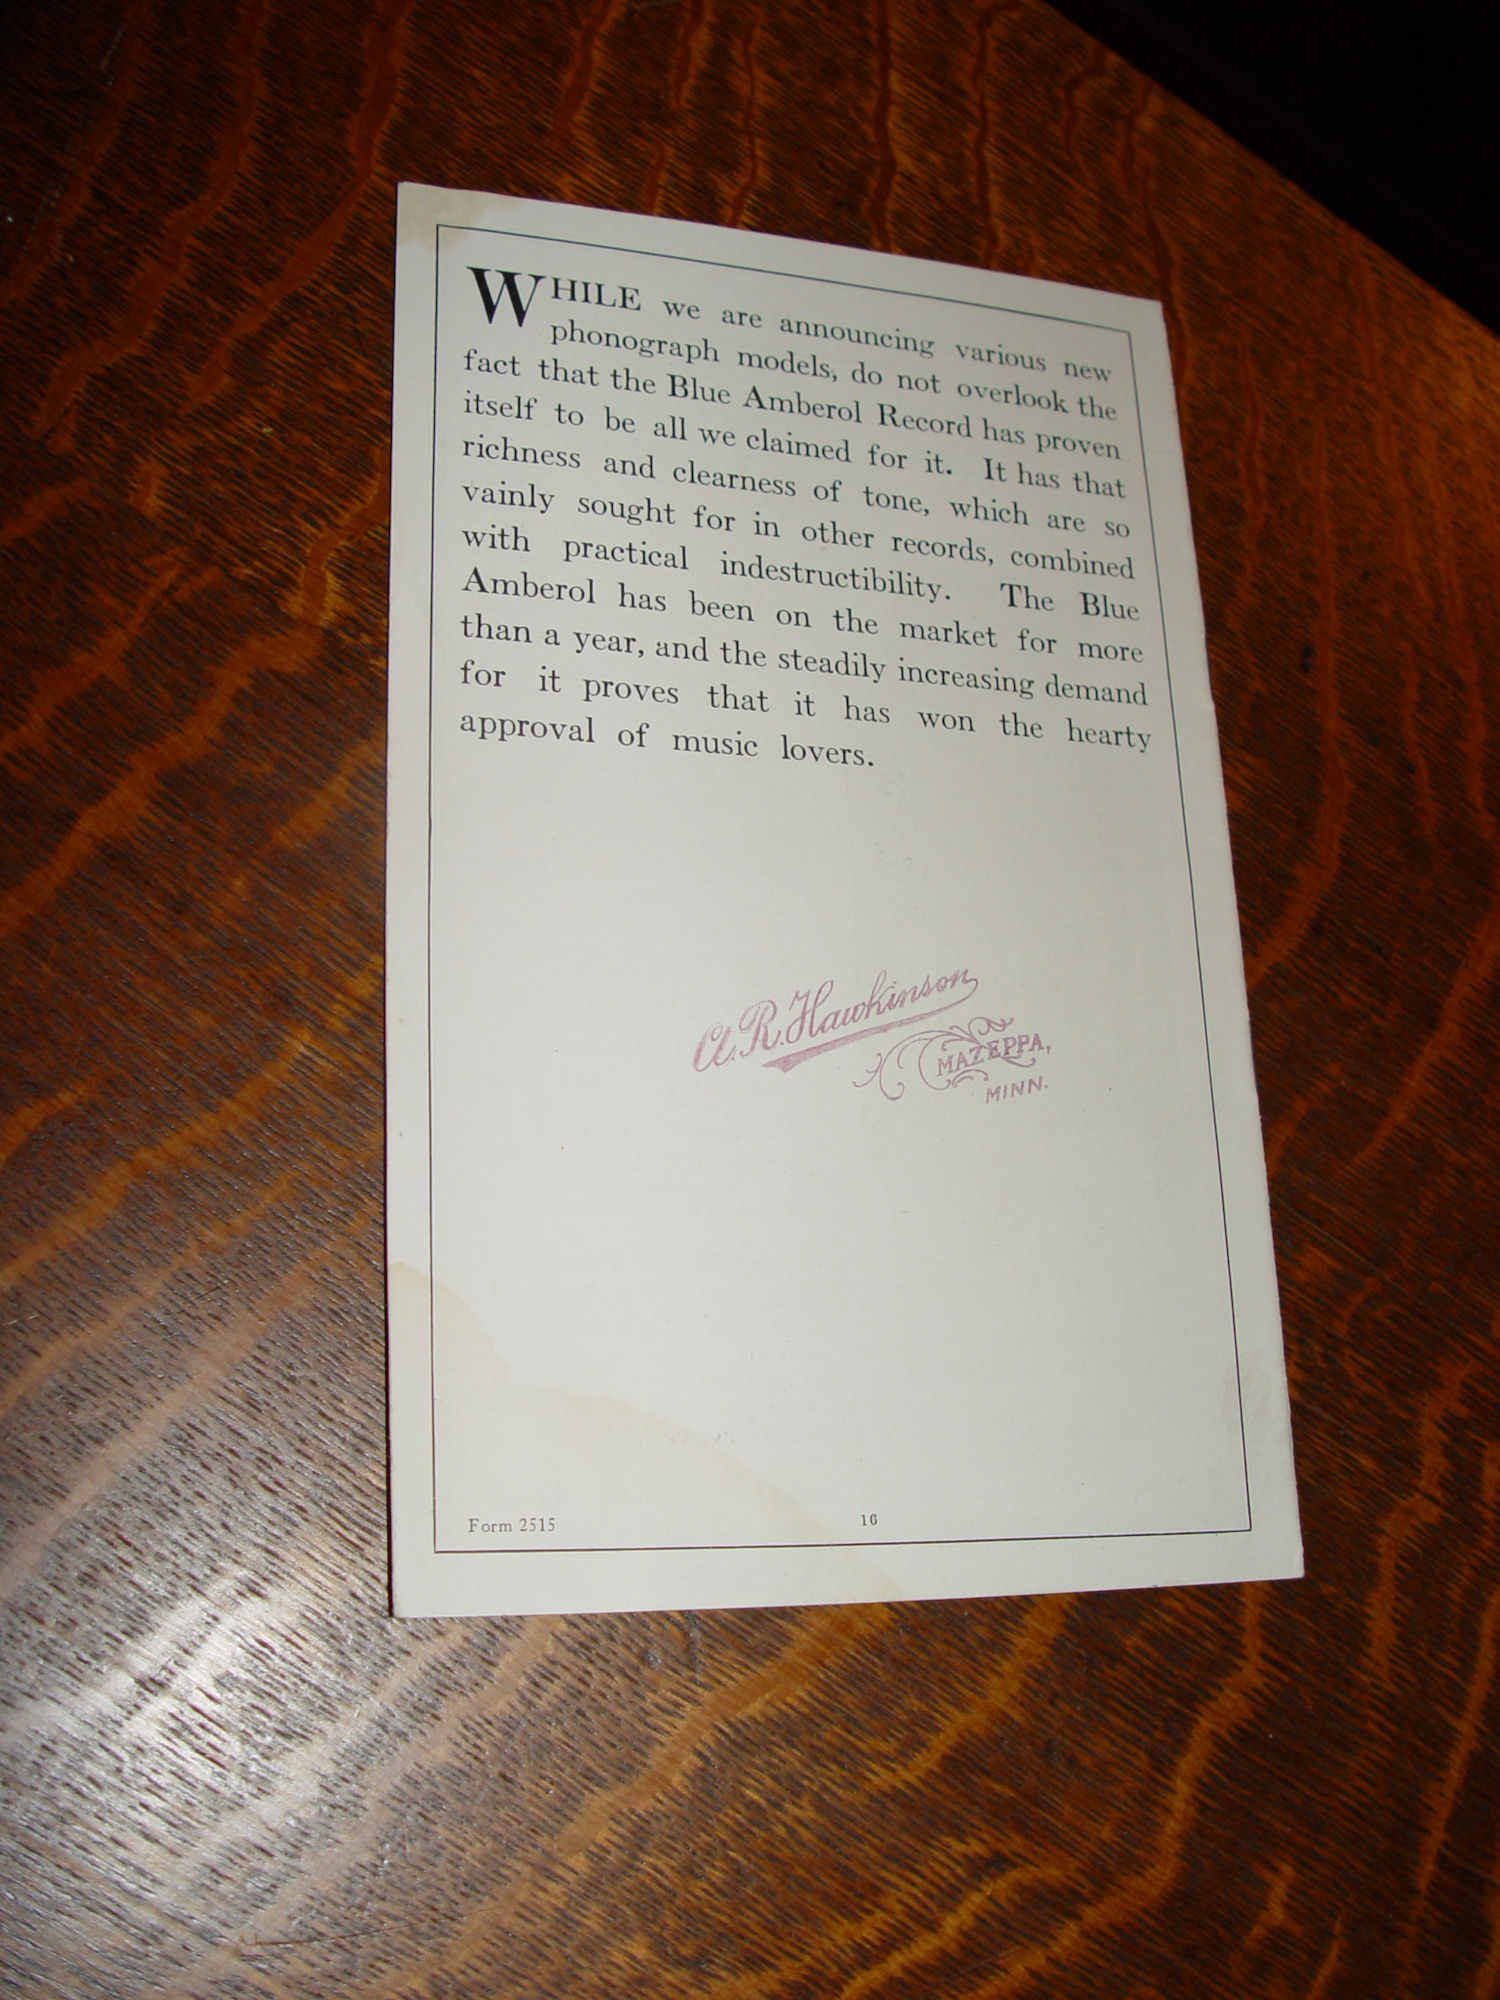 WHILE we are announcing various new
phonograph models, do not overlook the
fact that the Blue Amberol Record has proven
itself to be all we claimed for it. It has that
richness and clearness of tone, which are so
vainly sought for in other records, combined
with practical indestructibility. The Blue
Amberol has been on the market for more
than a year, and the steadily increasing demand
for it proves that it has won the hearty
approval of music lovers.
A. R. Hawkinson
MAZEPPA,
MINN.
Form 2515
16